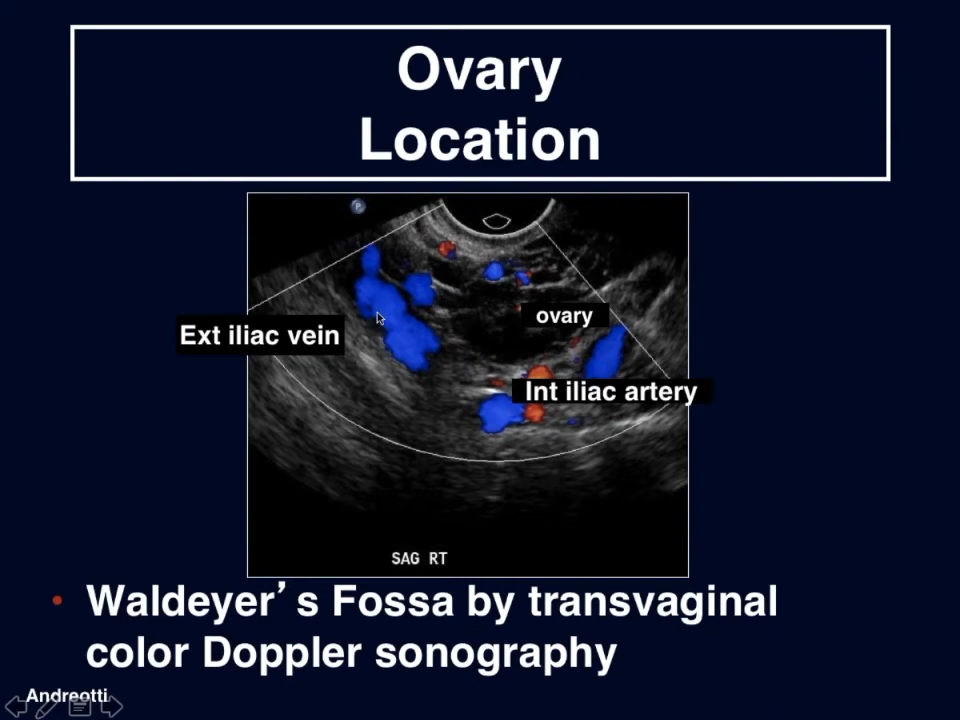 Ovary
Location
P
ovary
Ext iliac vein
Int iliac artery
SAG RT
• Waldeyer’s Fossa by transvaginal
color Doppler sonography
Andreotti